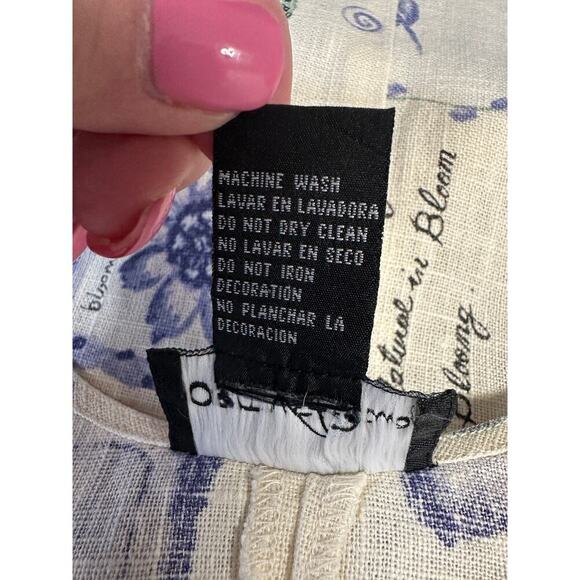 MACHINE WASH
LAVAR EN LAVADORA
DO NOT DRY CLEAN
NO LAVAR EN SECO
DO NOT IRON
DECORATION
NO PLANCHAR LA
DECORACION
in Bloom